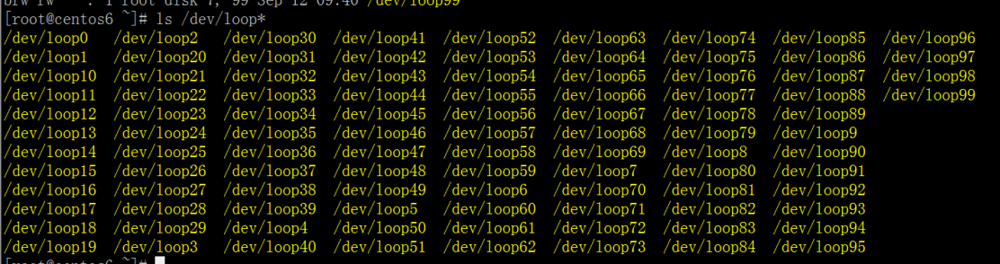 brw-rw----. 1 root disk 7, 99 Sep 12 09:40 /dev/loop99
[root@centos6 ~]# ls /dev/loop*
/dev/loop0 /dev/loop2 /dev/loop30 /dev/loop41 /dev/loop52 /dev/loop63 /dev/loop74 /dev/loop85 /dev/loop96
/dev/loop1 /dev/loop20 /dev/loop31 /dev/loop42 /dev/loop53 /dev/loop64 /dev/loop75 /dev/loop86 /dev/loop97
/dev/loop10 /dev/loop21 /dev/loop32 /dev/loop43 /dev/loop54 /dev/loop65 /dev/loop76 /dev/loop87 /dev/loop98
/dev/loop11 /dev/loop22 /dev/loop33 /dev/loop44 /dev/loop55 /dev/loop66 /dev/loop77 /dev/loop88 /dev/loop99
/dev/loop12 /dev/loop23 /dev/loop34 /dev/loop45 /dev/loop56 /dev/loop67 /dev/loop78 /dev/loop89
/dev/loop13 /dev/loop24 /dev/loop35 /dev/loop46 /dev/loop57 /dev/loop68 /dev/loop79 /dev/loop9
/dev/loop14 /dev/loop25 /dev/loop36 /dev/loop47 /dev/loop58 /dev/loop69 /dev/loop8 /dev/loop90
/dev/loop15 /dev/loop26 /dev/loop37 /dev/loop48 /dev/loop59 /dev/loop7 /dev/loop80 /dev/loop91
/dev/loop16 /dev/loop27 /dev/loop38 /dev/loop49 /dev/loop6 /dev/loop70 /dev/loop81 /dev/loop92
/dev/loop17 /dev/loop28 /dev/loop39 /dev/loop5 /dev/loop60 /dev/loop71 /dev/loop82 /dev/loop93
/dev/loop18 /dev/loop29 /dev/loop4 /dev/loop50 /dev/loop61 /dev/loop72 /dev/loop83 /dev/loop94
/dev/loop19 /dev/loop3 /dev/loop40 /dev/loop51 /dev/loop62 /dev/loop73 /dev/loop84 /dev/loop95
[root@centos6 ~]#